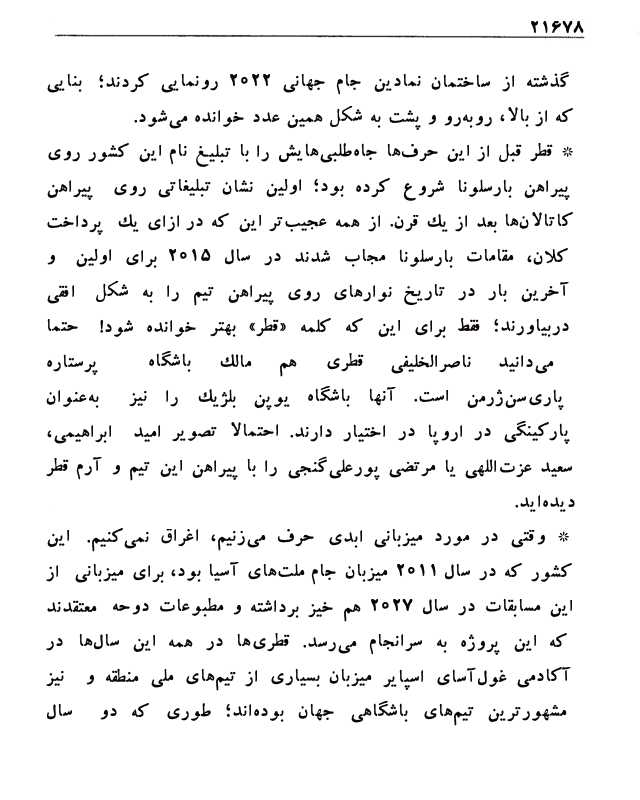 ۲۱۶۷۸
گذشته از ساختمان نمادین جام جهانی ۲۰۲۲ رونمایی کردند؛ بنایی
که از بالا، روبه‌رو و پشت به شکل همین عدد خوانده می‌شود.
* قطر قبل از این حرف‌ها جاه‌طلبی‌هایش را با تبلیغ نام این کشور روی
پیراهن بارسلونا شروع کرده بود؛ اولین نشان تبلیغاتی روی پیراهن
کاتالان‌ها بعد از یك قرن. از همه عجیب‌تر این که در ازای یك پرداخت
کلان، مقامات بارسلونا مجاب شدند در سال ۲۰۱۵ برای اولین و
آخرین بار در تاریخ نوارهای روی پیراهن تیم را به شکل افقی
دربیاورند؛ فقط برای این که کلمه «قطر» بهتر خوانده شود! حتما
می‌دانید ناصرالخلیفی قطری هم مالك باشگاه پرستاره
پاری‌سن‌ژرمن است. آنها باشگاه یوپن بلژیك را نیز به‌عنوان
پارکینگی در اروپا در اختیار دارند. احتمالا تصویر امید ابراهیمی،
سعید عزت‌اللهی یا مرتضی پورعلی‌گنجی را با پیراهن این تیم و آرم قطر
دیده‌اید.
* وقتی در مورد میزبانی ابدی حرف می‌زنیم، اغراق نمی‌کنیم. این
کشور که در سال ۲۰۱۱ میزبان جام ملت‌های آسیا بود، برای میزبانی از
این مسابقات در سال ۲۰۲۷ هم خیز برداشته و مطبوعات دوحه معتقدند
که این پروژه به سرانجام می‌رسد. قطری‌ها در همه این سال‌ها در
آکادمی غول‌آسای اسپایر میزبان بسیاری از تیم‌های ملی منطقه و نیز
مشهورترین تیم‌های باشگاهی جهان بوده‌اند؛ طوری که دو سال